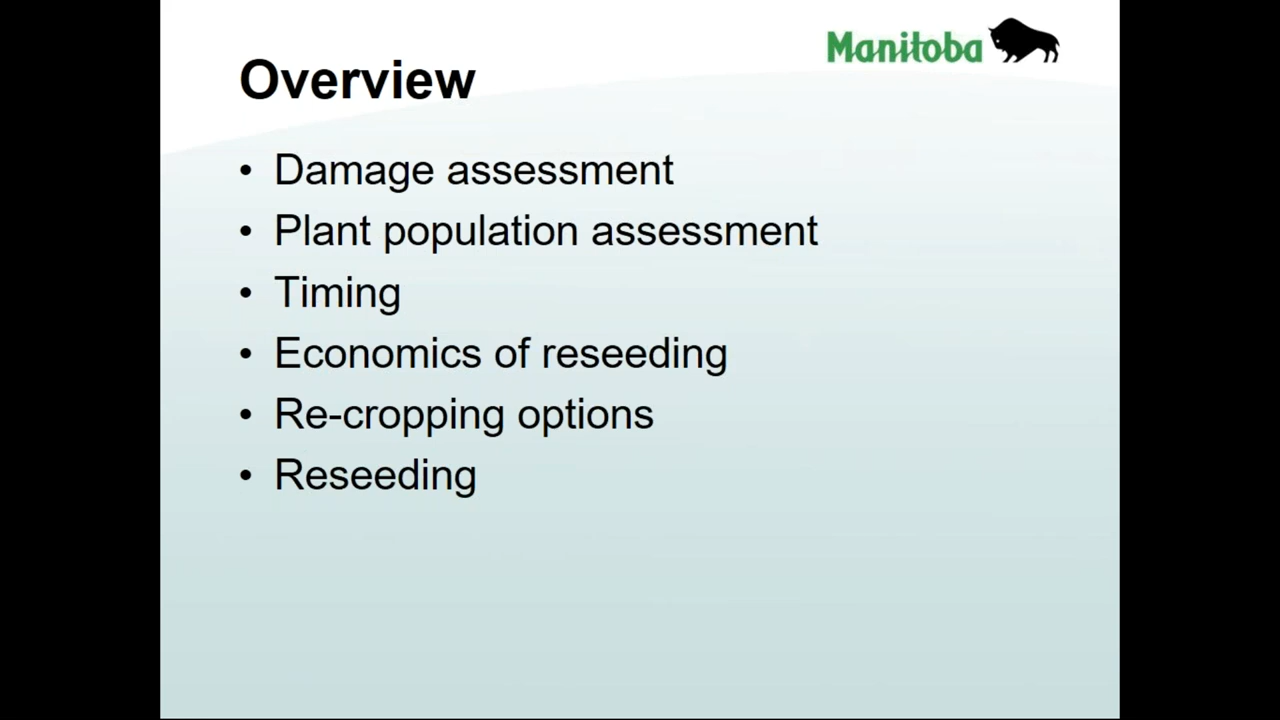 Manitoba
Overview
• Damage assessment
• Plant population assessment
• Timing
• Economics of reseeding
• Re-cropping options
• Reseeding